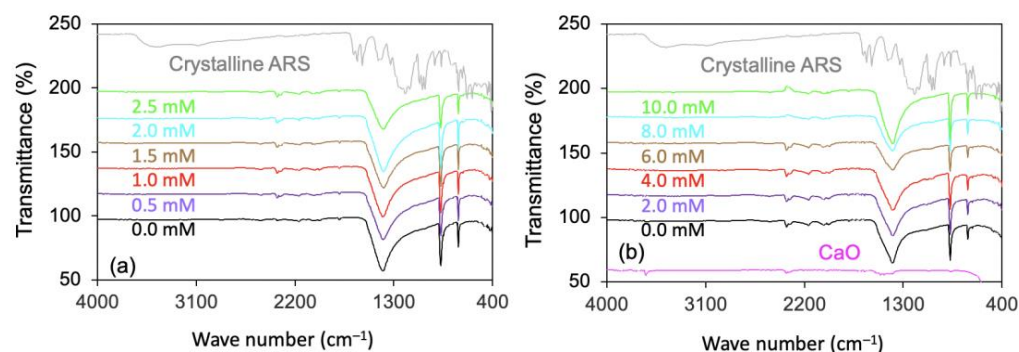 250
200
150
100
50
Transmittance (%)
Crystalline ARS
2.5 mM
2.0 mM
1.5 mM
1.0 mM
0.5 mM
0.0 mM
(a)
4000 3100 2200 1300 400
Wave number (cm⁻¹)
250
200
150
100
50
Transmittance (%)
Crystalline ARS
10.0 mM
8.0 mM
6.0 mM
4.0 mM
2.0 mM
0.0 mM
CaO
(b)
4000 3100 2200 1300 400
Wave number (cm⁻¹)